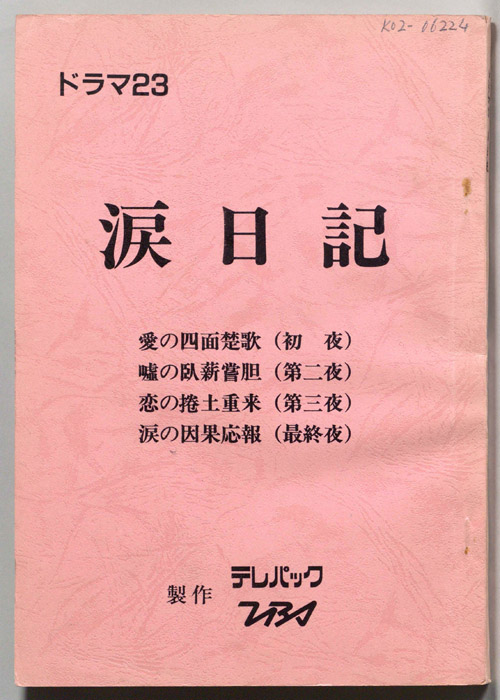 K02-06224
ドラマ23
涙日記
愛の四面楚歌（初　夜）
嘘の臥薪嘗胆（第二夜）
恋の捲土重来（第三夜）
涙の因果応報（最終夜）
製作 テレパック
TBS